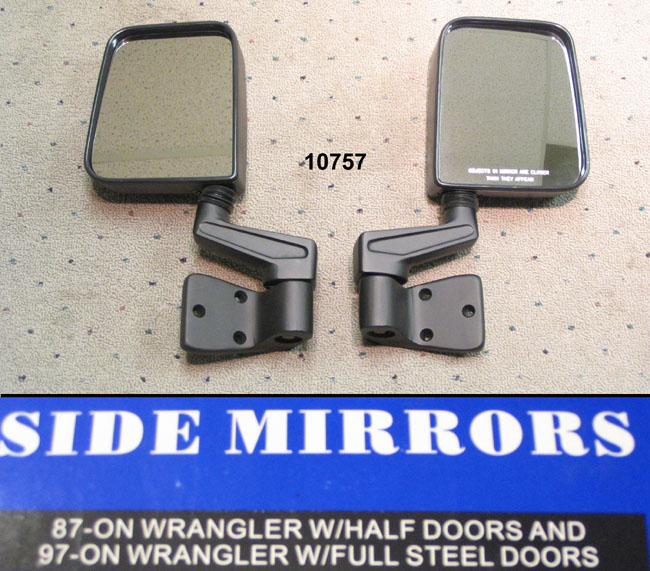 10757
OBJECTS IN MIRROR ARE CLOSER
THAN THEY APPEAR
SIDE MIRRORS
87-ON WRANGLER W/HALF DOORS AND
97-ON WRANGLER W/FULL STEEL DOORS